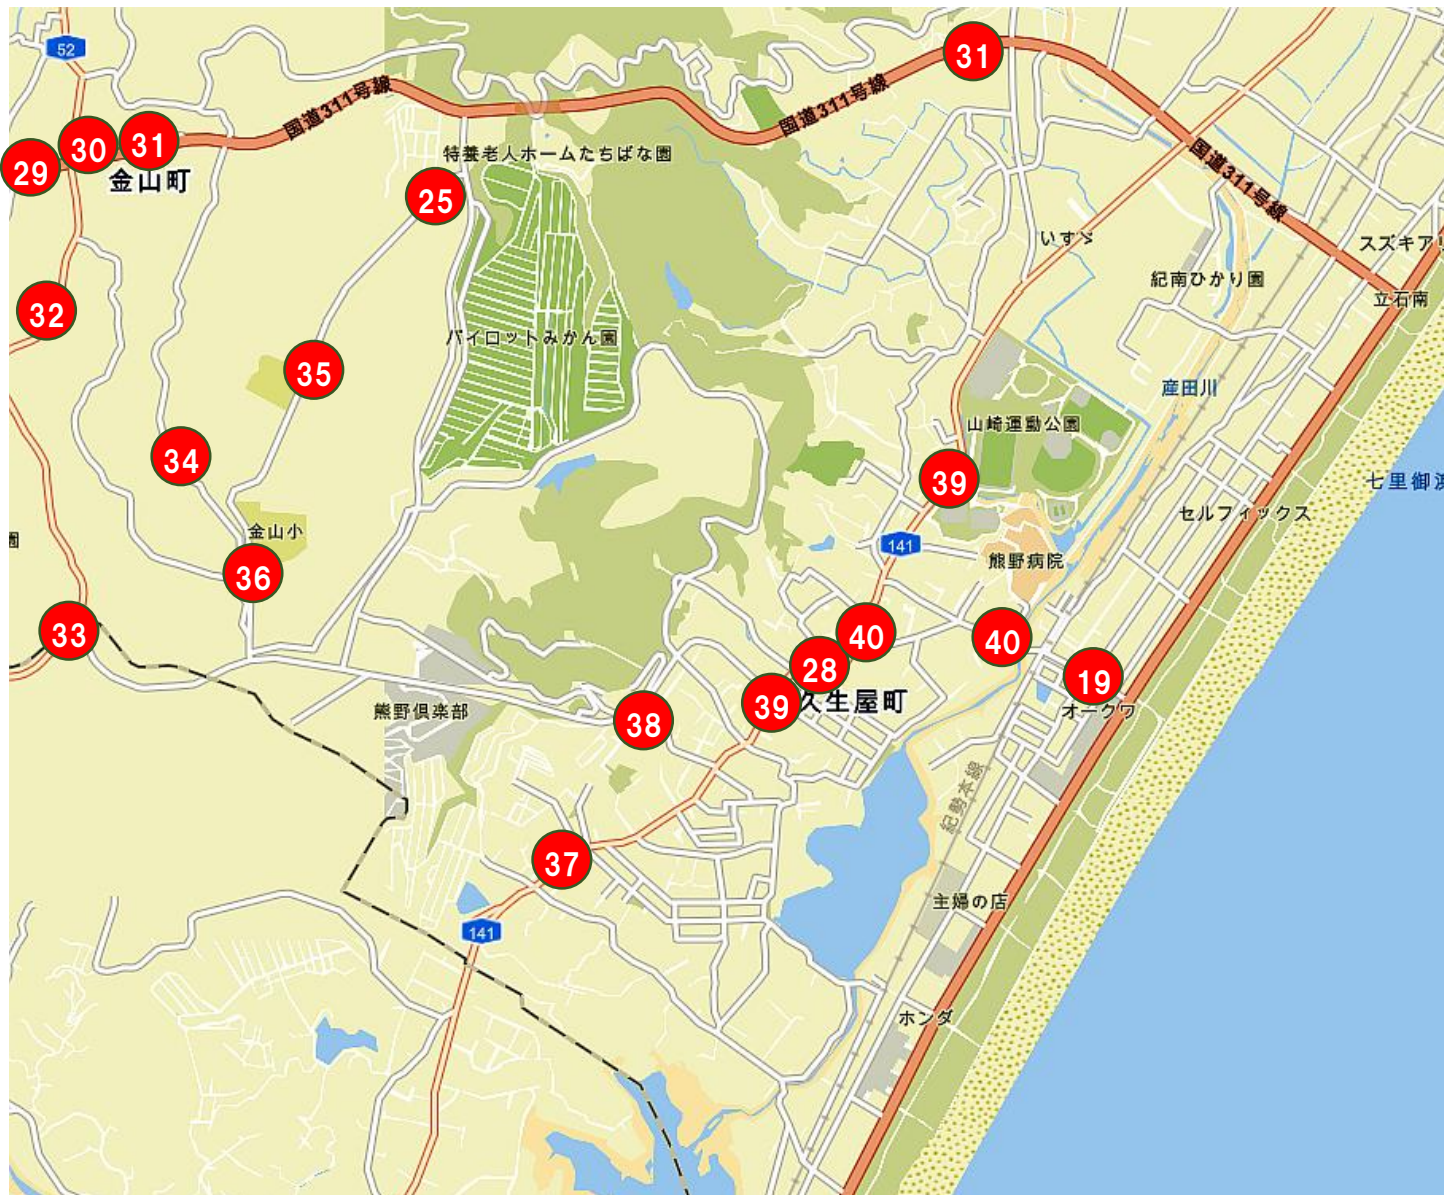 52
国道311号線
31
国道311号線
29
30
31
金山町
特養老人ホームたちばな園
25
国道311号線
いすゞ
スズキアリ
紀南ひかり園
立石南
32
パイロットみかん園
35
産田川
山崎運動公園
34
39
七里御浜
セルフィックス
金山小
園
141
熊野病院
36
33
40
40
28
19
39
久生屋町
オークワ
熊野倶楽部
38
紀勢本線
37
主婦の店
141
ホンダ